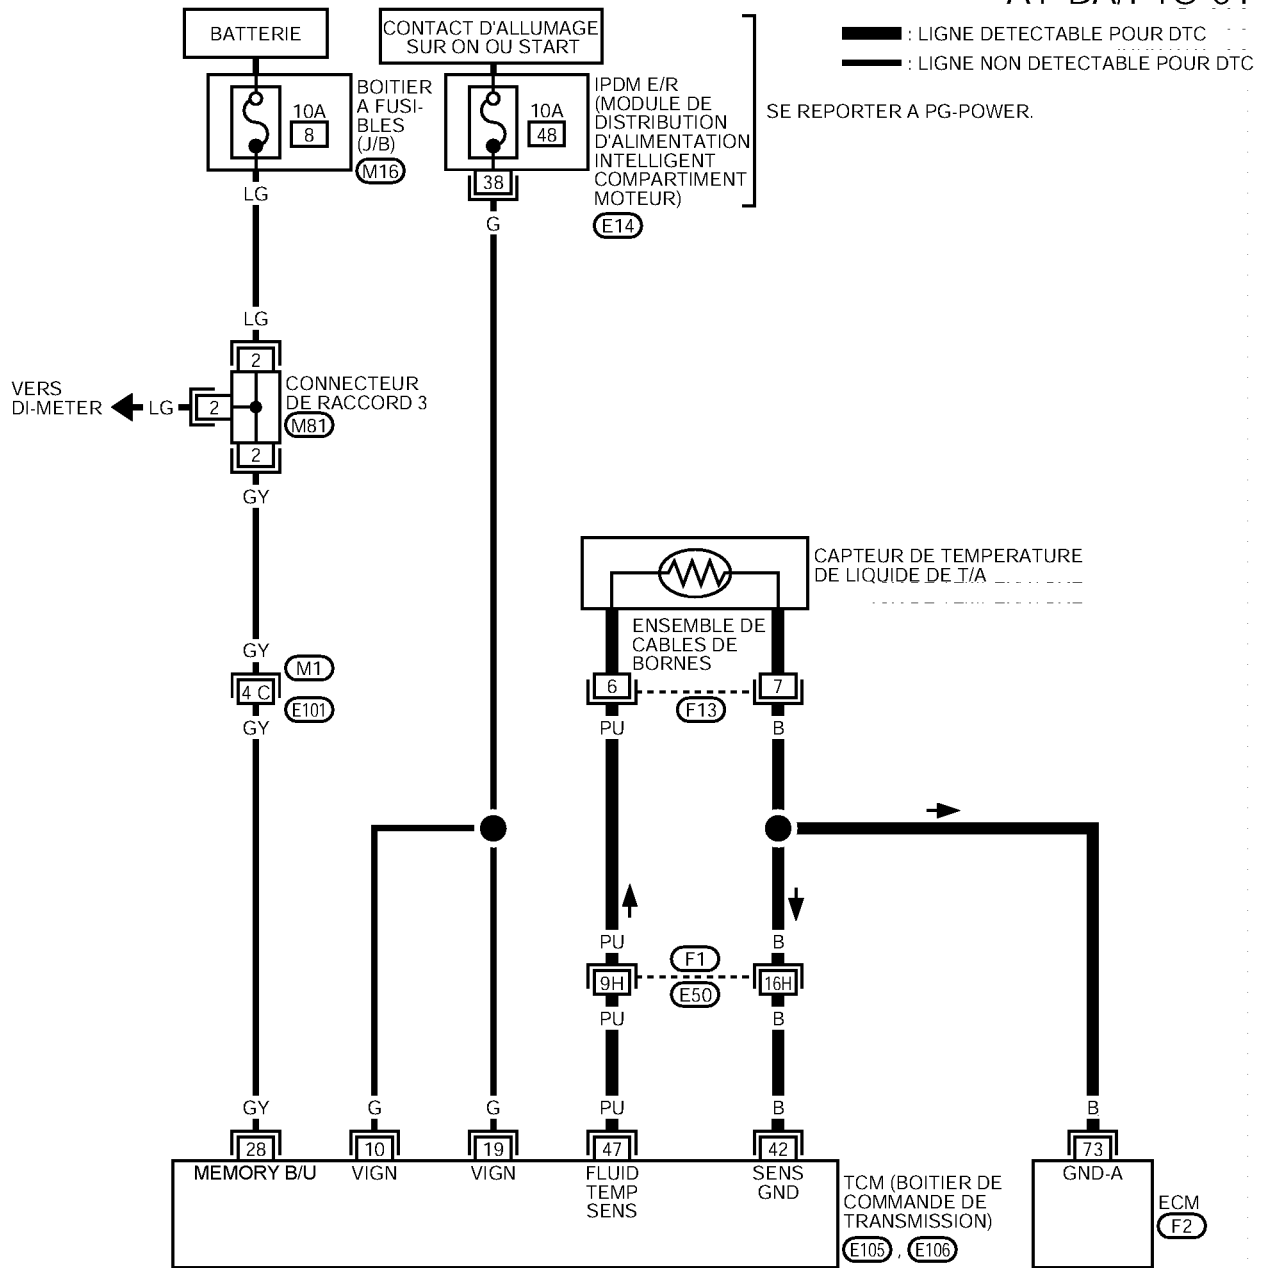 BATTERIE
CONTACT D'ALLUMAGE
SUR ON OU START
: LIGNE DETECTABLE POUR DTC
: LIGNE NON DETECTABLE POUR DTC
10A
8
BOITIER
A FUSI-
BLES
(J/B)
M16
10A
48
IPDM E/R
(MODULE DE
DISTRIBUTION
D'ALIMENTATION
INTELLIGENT
COMPARTIMENT
MOTEUR)
E14
SE REPORTER A PG-POWER.
38
LG
G
LG
2
VERS
DI-METER
LG
2
CONNECTEUR
DE RACCORD 3
M81
2
GY
CAPTEUR DE TEMPERATURE
DE LIQUIDE DE T/A
ENSEMBLE DE
CABLES DE
BORNES
GY
M1
4 C
E101
GY
6
7
F13
PU
B
PU
B
F1
9H
16H
E50
PU
B
GY
G
G
PU
B
B
28
10
19
47
42
73
MEMORY B/U
VIGN
VIGN
FLUID
TEMP
SENS
SENS
GND
GND-A
TCM (BOITIER DE
COMMANDE DE
TRANSMISSION)
E105 , E106
ECM
F2